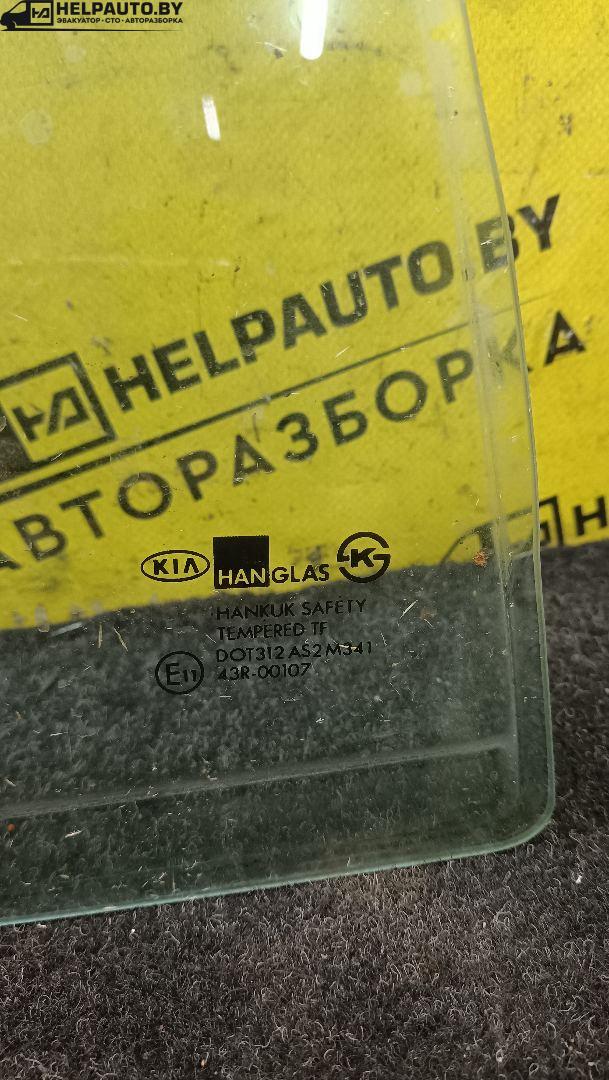 HELPAUTO.BY
ЭВАКУАТОР · СТО · АВТОРАЗБОРКА
HELPAUTO.BY
АВТОРАЗБОРКА
H
KIA HANGLAS KS
HANKUK SAFETY
TEMPERED TF
DOT312 AS2 M341
E11 43R-00107